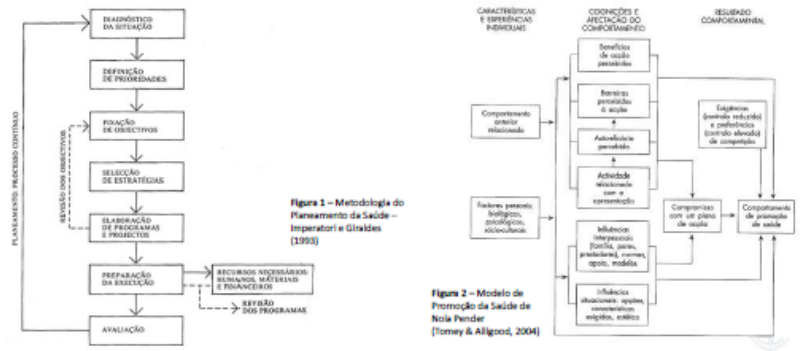 DIAGNÓSTICO
DA SITUAÇÃO
DEFINIÇÃO
DE PRIORIDADES
FIXAÇÃO
DE OBJECTIVOS
SELECÇÃO
DE ESTRATÉGIAS
ELABORAÇÃO
DE PROGRAMAS
E PROJECTOS
PREPARAÇÃO
DA EXECUÇÃO
RECURSOS NECESSÁRIOS:
HUMANOS, MATERIAIS
E FINANCEIROS
REVISÃO
DOS PROGRAMAS
AVALIAÇÃO
PLANEAMENTO: PROCESSO CONTÍNUO
REVISÃO DOS OBJECTIVOS
Figura 1 – Metodologia do
Planeamento da Saúde –
Imperatori e Giraldes
(1993)
CARACTERÍSTICAS
E EXPERIÊNCIAS
INDIVIDUAIS
COGNIÇÕES E
AFECTAÇÃO DO
COMPORTAMENTO
RESULTADO
COMPORTAMENTAL
Benefícios
de acção
percebidos
Barreiras
percebidas
à acção
Autoeficácia
percebida
Actividade
relacionada
com a
apresentação
Comportamento
anterior
relacionado
Factores pessoais:
biológicos,
psicológicos,
sócio-culturais
Influências
interpessoais
(família, pares,
prestadores), normas,
apoio, modelos
Influências
situacionais: opções,
características
exigidas, estética
Exigências
(controlo reduzido)
e preferências
(controlo elevado)
de competição
Compromisso
com um plano
de acção
Comportamento
de promoção
de saúde
Figura 2 – Modelo de
Promoção da Saúde de
Nola Pender
(Tomey & Alligood, 2004)